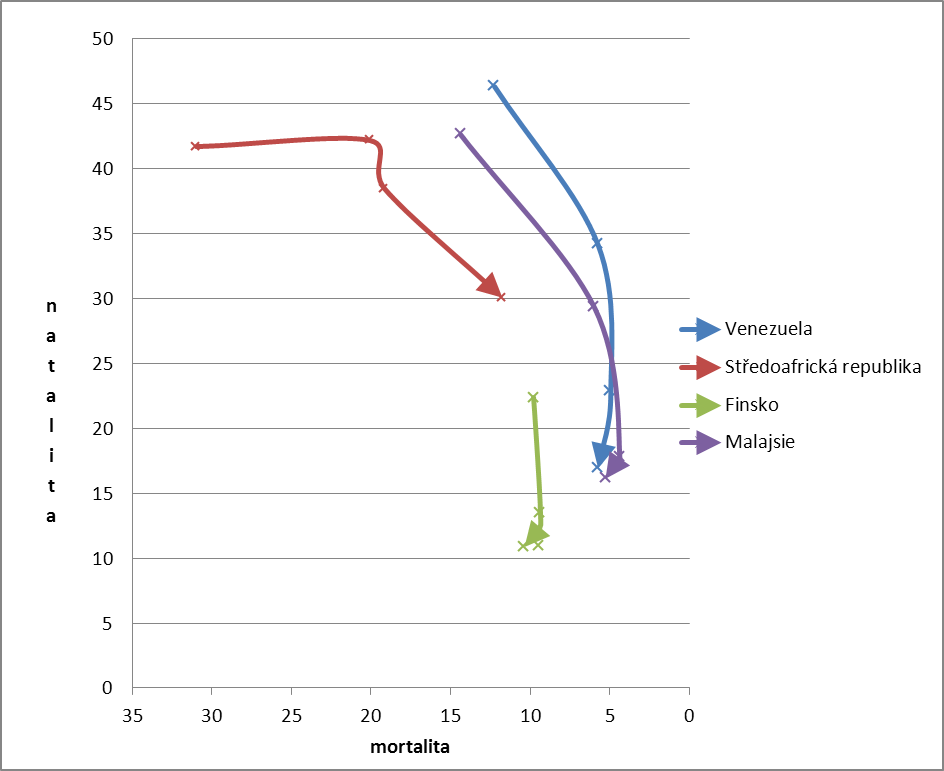 50
45
40
35
30
25
20
15
10
5
0
n
a
t
a
l
i
t
a
35 30 25 20 15 10 5 0
mortalita
Venezuela
Středoafrická republika
Finsko
Malajsie